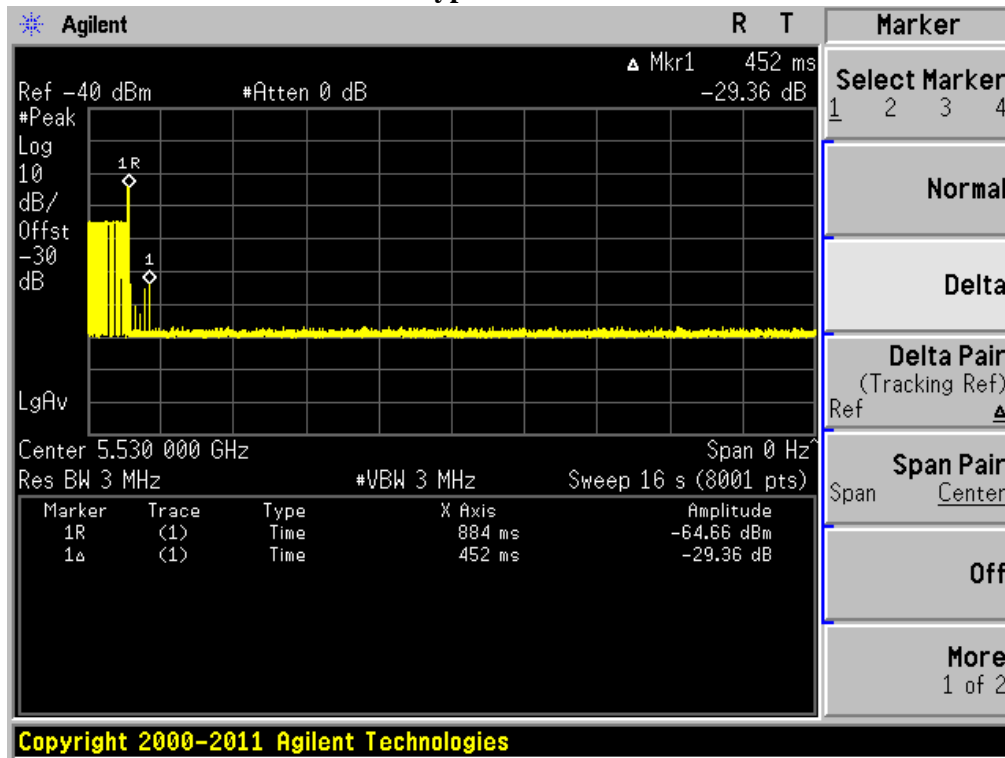 Agilent R T
Marker
▵ Mkr1 452 ms
Ref -40 dBm #Atten 0 dB -29.36 dB
#Peak
Log
10
dB/
Offst
-30
dB
1R
1
LgAv
Center 5.530 000 GHz Span 0 Hz^
Res BW 3 MHz #VBW 3 MHz Sweep 16 s (8001 pts)
Marker Trace Type X Axis Amplitude
1R (1) Time 884 ms -64.66 dBm
1▵ (1) Time 452 ms -29.36 dB
Select Marker
1 2 3 4
Normal
Delta
Delta Pair
(Tracking Ref)
Ref ▵
Span Pair
Span Center
Off
More
1 of 2
Copyright 2000-2011 Agilent Technologies